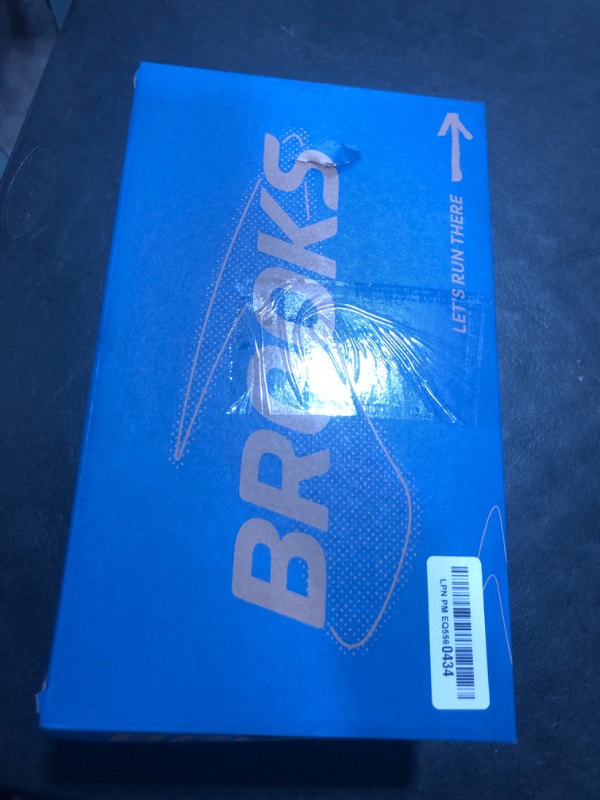 BROOKS
LET'S RUN THERE
LPN PM EQ5560434